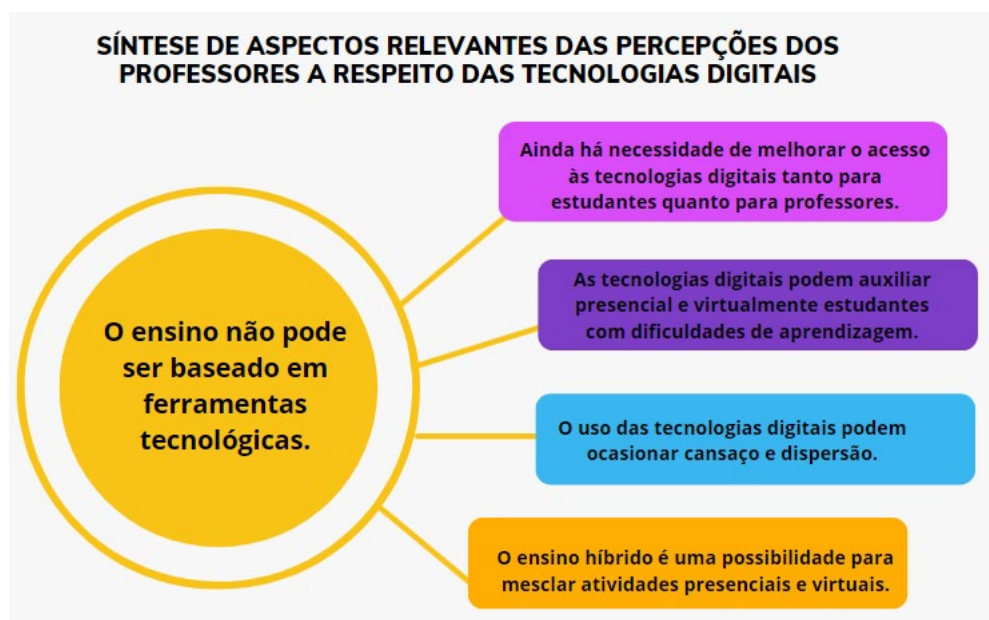 SÍNTESE DE ASPECTOS RELEVANTES DAS PERCEPÇÕES DOS
PROFESSORES A RESPEITO DAS TECNOLOGIAS DIGITAIS
O ensino não pode
ser baseado em
ferramentas
tecnológicas.
Ainda há necessidade de melhorar o acesso
às tecnologias digitais tanto para
estudantes quanto para professores.
As tecnologias digitais podem auxiliar
presencial e virtualmente estudantes
com dificuldades de aprendizagem.
O uso das tecnologias digitais podem
ocasionar cansaço e dispersão.
O ensino híbrido é uma possibilidade para
mesclar atividades presenciais e virtuais.